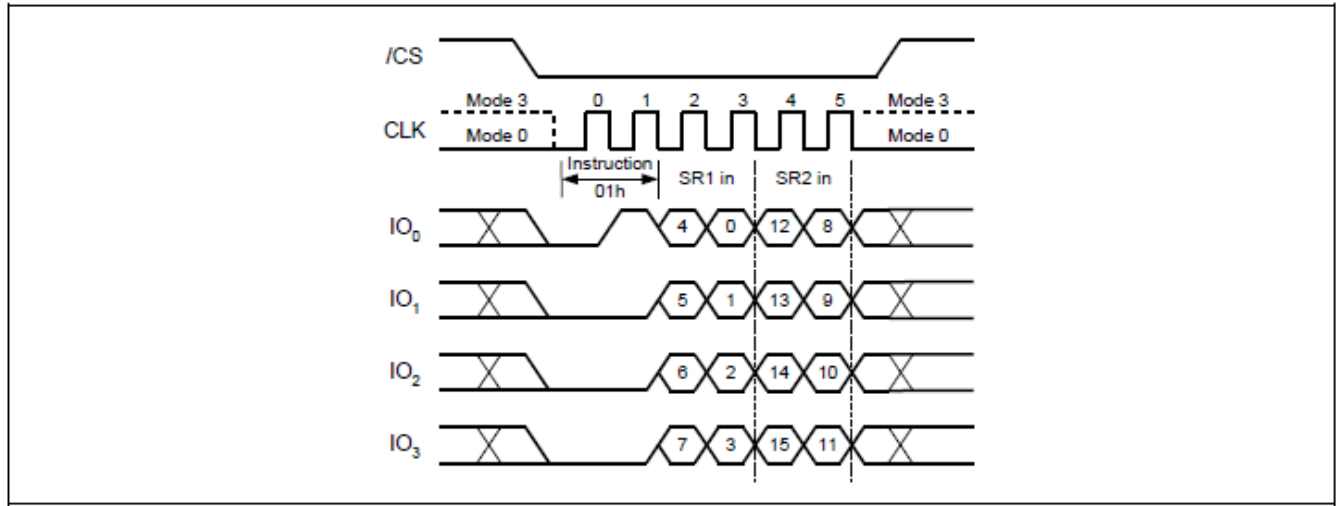 /CS
Mode 3 0 1 2 3 4 5 Mode 3
CLK Mode 0 Mode 0
Instruction
01h SR1 in SR2 in
IO0 4 0 12 8
IO1 5 1 13 9
IO2 6 2 14 10
IO3 7 3 15 11